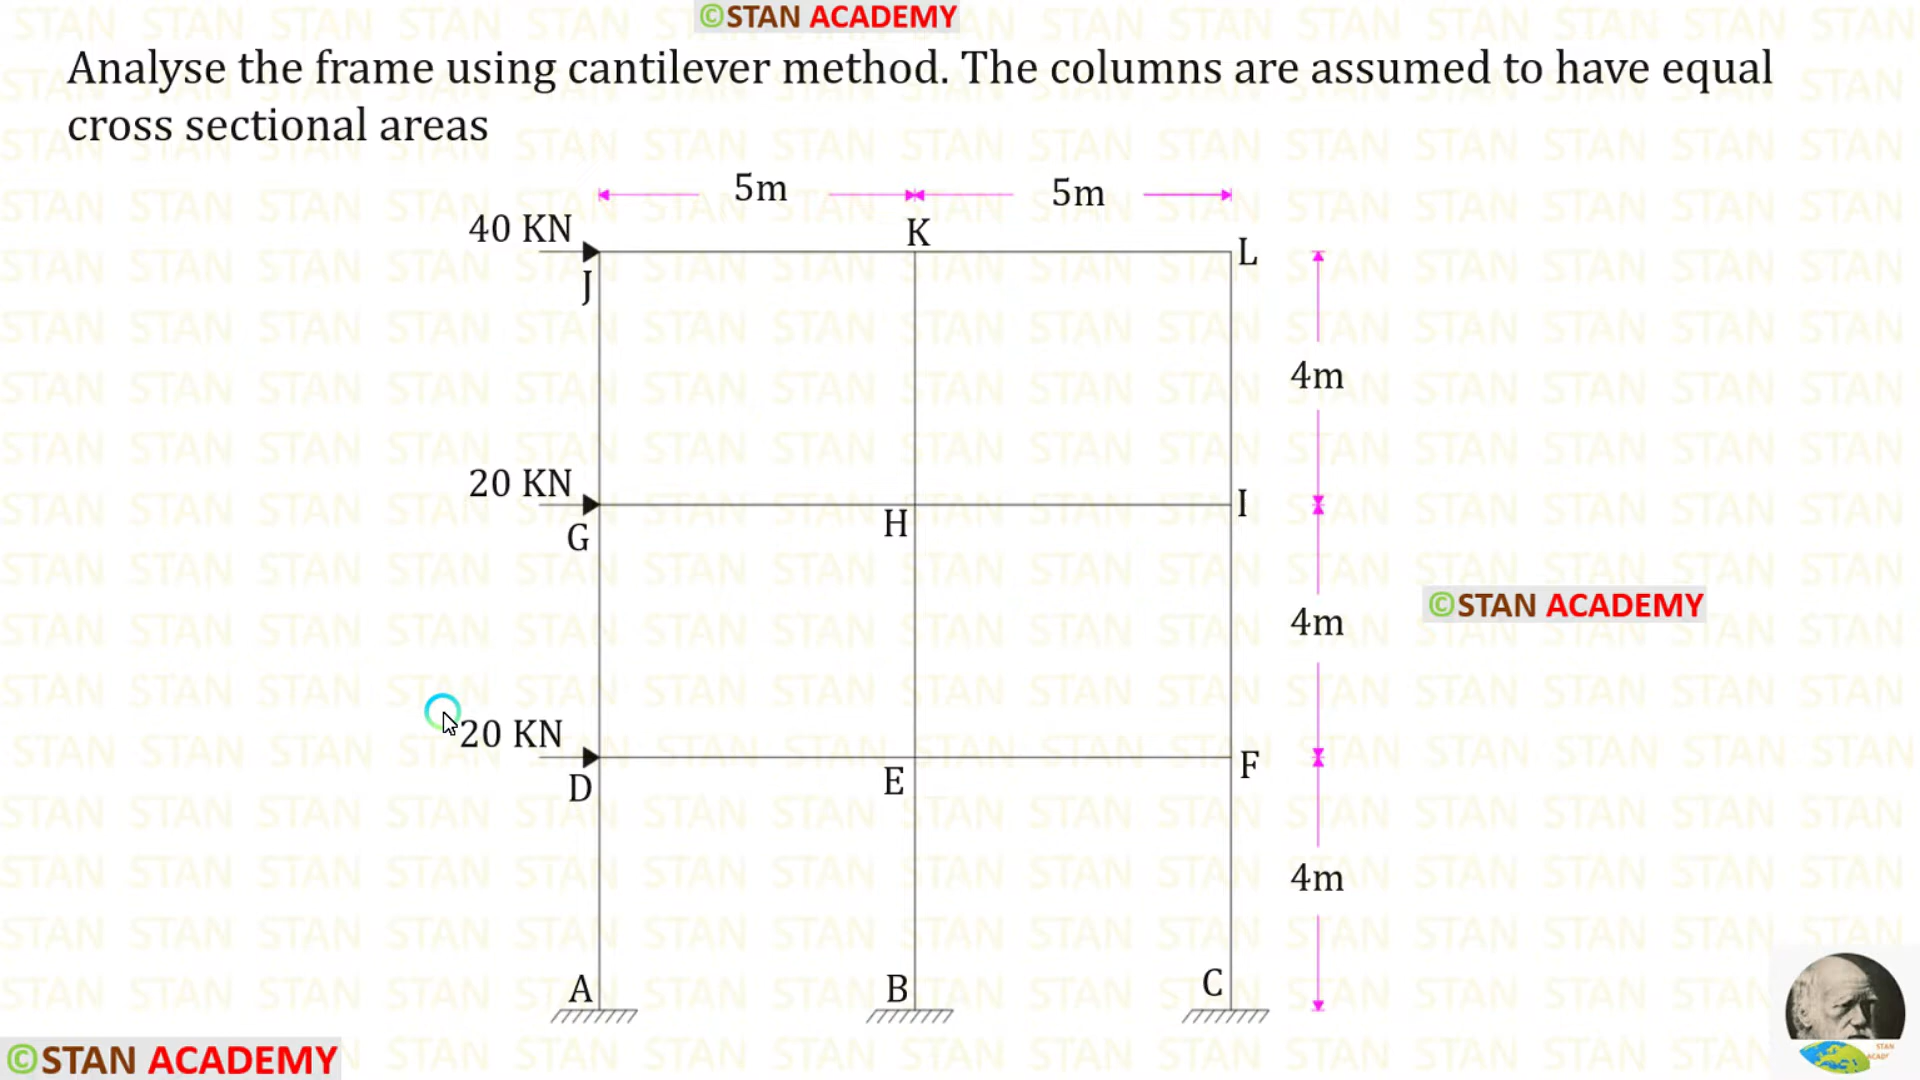 ©STAN ACADEMY
Analyse the frame using cantilever method. The columns are assumed to have equal
cross sectional areas
5m
5m
40 KN
K
L
J
4m
20 KN
I
G
H
©STAN ACADEMY
4m
20 KN
D
E
F
4m
A
B
C
©STAN ACADEMY
STAN